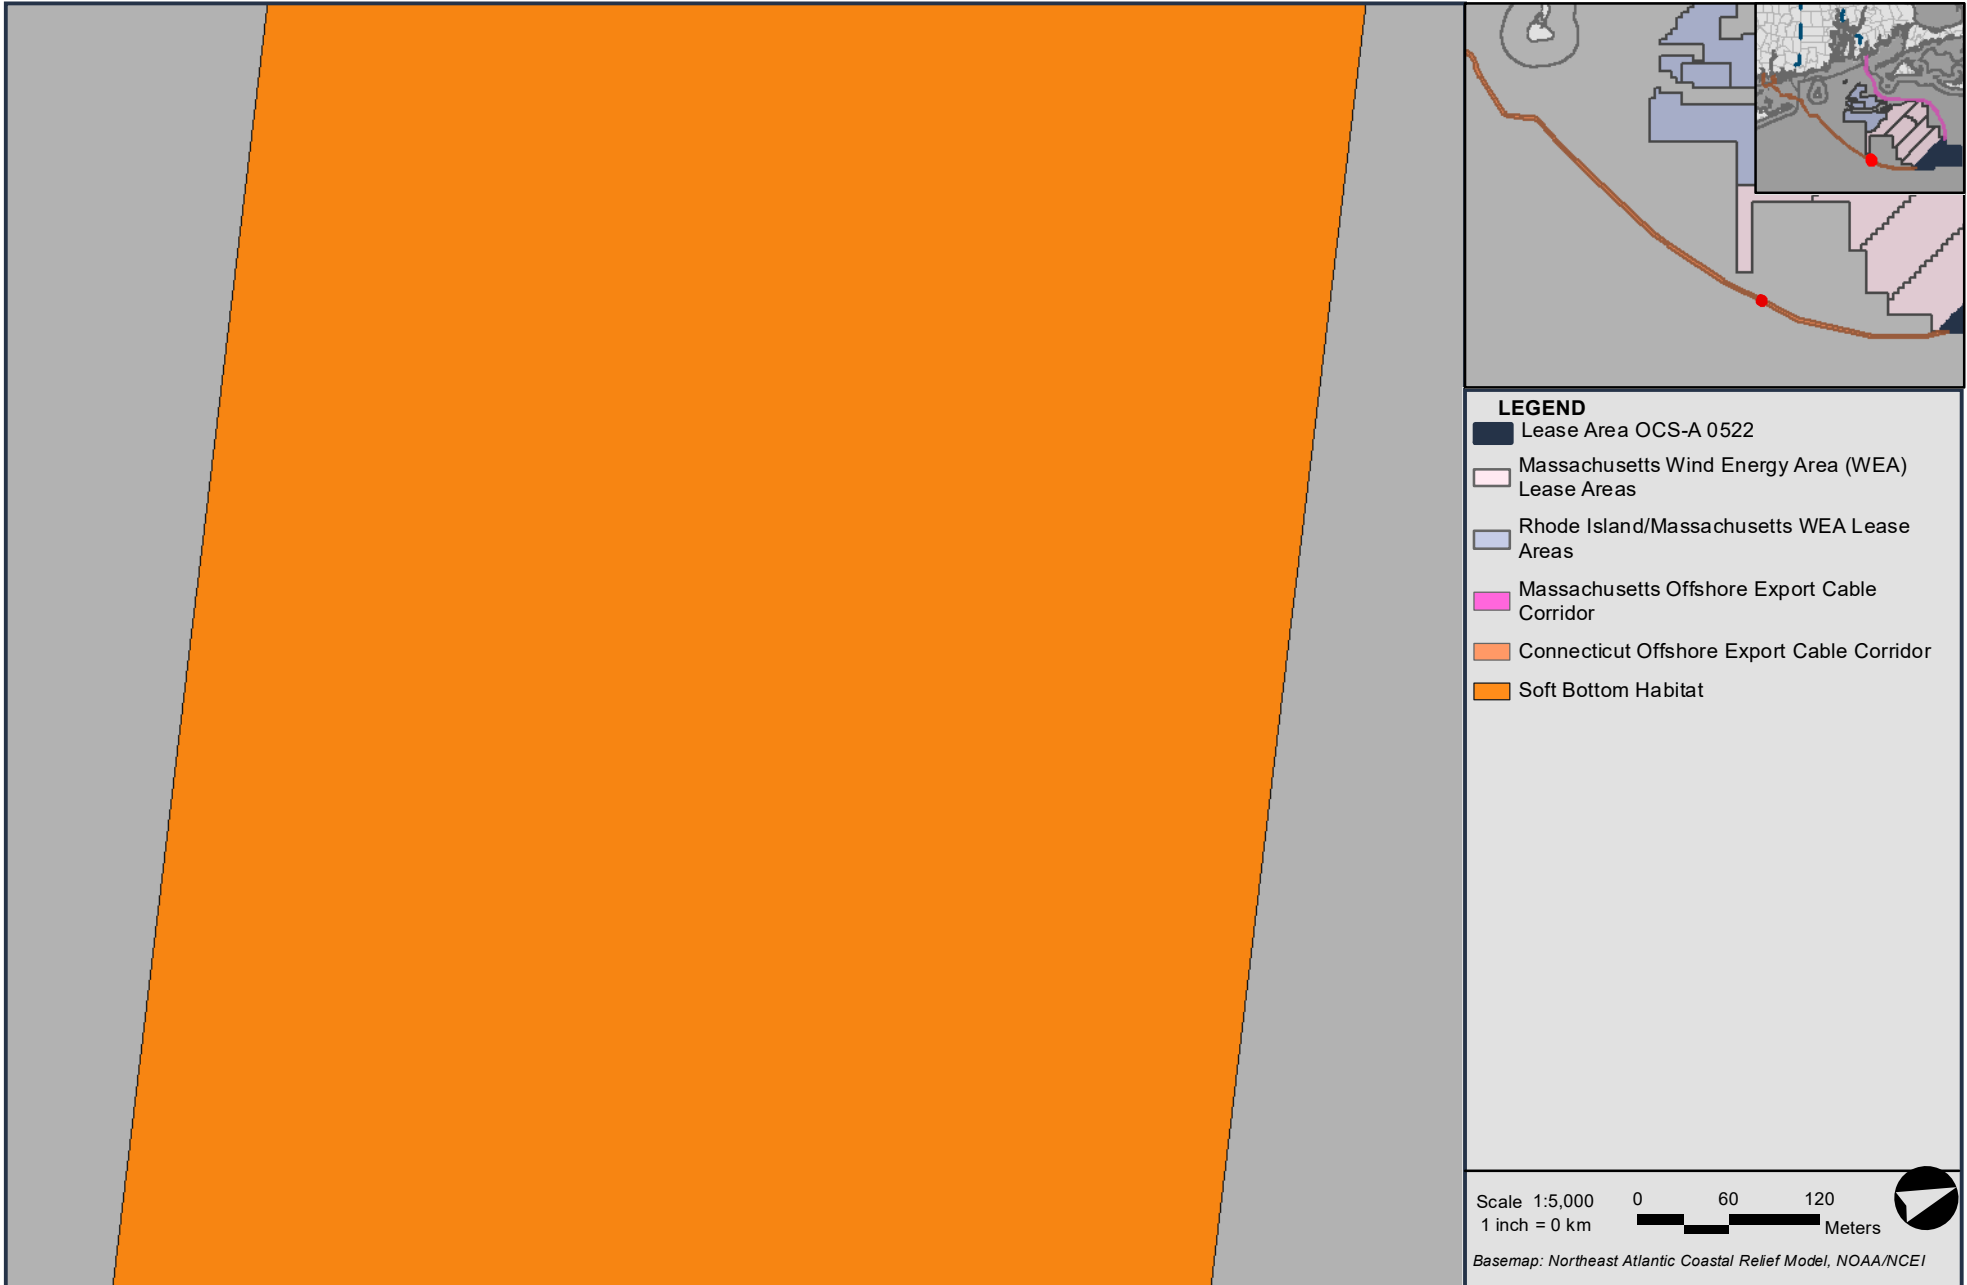 LEGEND
Lease Area OCS-A 0522
Massachusetts Wind Energy Area (WEA)
Lease Areas
Rhode Island/Massachusetts WEA Lease
Areas
Massachusetts Offshore Export Cable
Corridor
Connecticut Offshore Export Cable Corridor
Soft Bottom Habitat
Scale 1:5,000
1 inch = 0 km
0 60 120
Meters
Basemap: Northeast Atlantic Coastal Relief Model, NOAA/NCEI